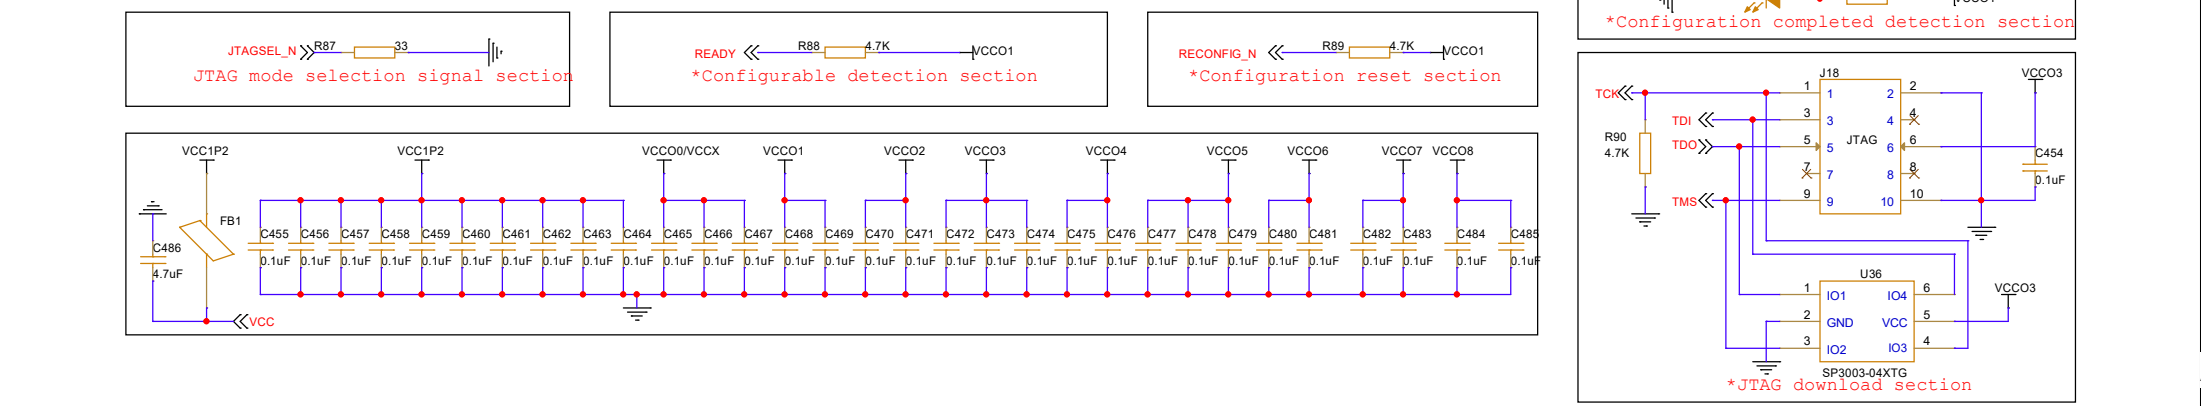 JTAGSEL_N R87 33
JTAG mode selection signal section
READY R88 4.7K VCCO1
*Configurable detection section
RECONFIG_N R89 4.7K VCCO1
*Configuration reset section
*Configuration completed detection section
VCC1P2 VCC1P2 VCCO0/VCCX VCCO1 VCCO2 VCCO3 VCCO4 VCCO5 VCCO6 VCCO7 VCCO8
FB1
C486
4.7uF
C455 C456 C457 C458 C459 C460 C461 C462 C463 C464 C465 C466 C467 C468 C469 C470 C471 C472 C473 C474 C475 C476 C477 C478 C479 C480 C481 C482 C483 C484 C485
0.1uF 0.1uF 0.1uF 0.1uF 0.1uF 0.1uF 0.1uF 0.1uF 0.1uF 0.1uF 0.1uF 0.1uF 0.1uF 0.1uF 0.1uF 0.1uF 0.1uF 0.1uF 0.1uF 0.1uF 0.1uF 0.1uF 0.1uF 0.1uF 0.1uF 0.1uF 0.1uF 0.1uF 0.1uF 0.1uF 0.1uF
VCC
J18 VCCO3
TCK 1 1 2 2
TDI 3 3 4 4
R90
4.7K
TDO 5 5 JTAG 6 6
C454
0.1uF
7 7 8 8
TMS 9 9 10 10
U36
VCCO3
1 IO1 IO4 6
2 GND VCC 5
3 IO2 IO3 4
SP3003-04XTG
*JTAG download section